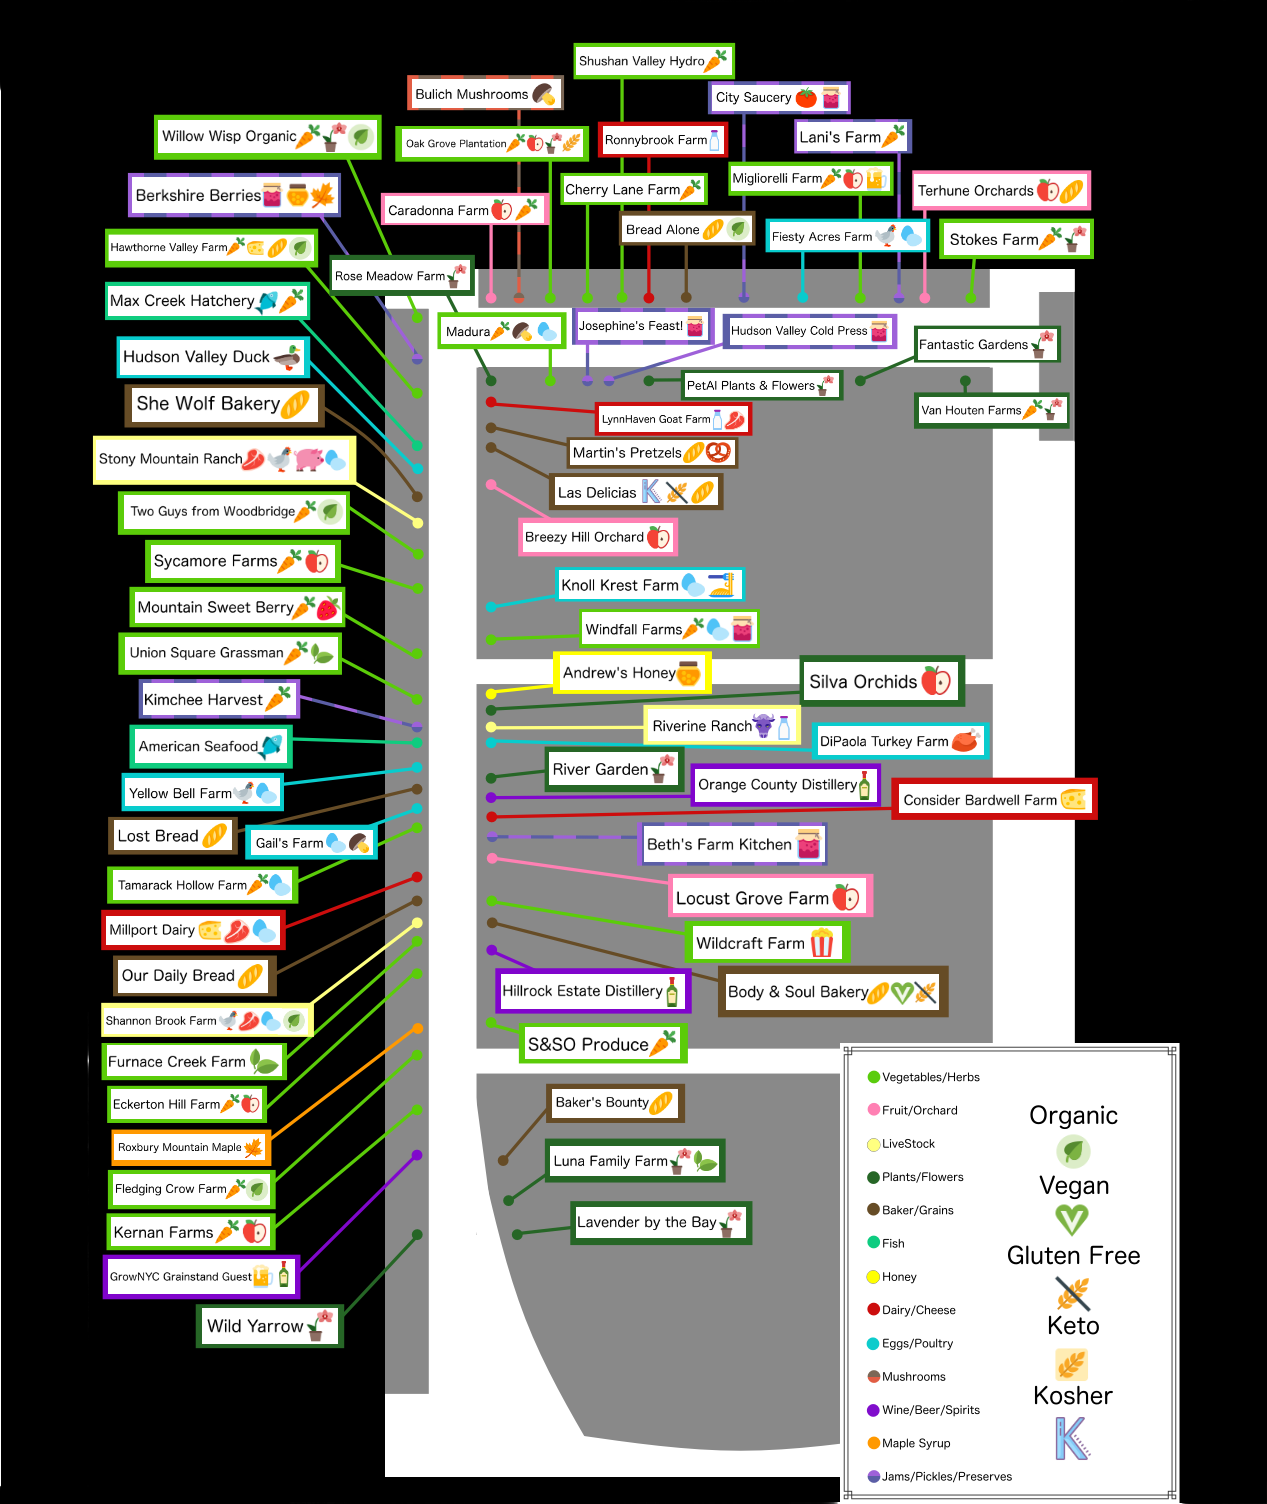 Shushan Valley Hydro
Bulich Mushrooms
City Saucery
Willow Wisp Organic
Oak Grove Plantation
Ronnybrook Farm
Lani's Farm
Berkshire Berries
Caradonna Farm
Cherry Lane Farm
Migliorelli Farm
Terhune Orchards
Hawthorne Valley Farm
Bread Alone
Fiesty Acres Farm
Stokes Farm
Rose Meadow Farm
Max Creek Hatchery
Madura
Josephine's Feast!
Hudson Valley Cold Press
Fantastic Gardens
Hudson Valley Duck
PetAl Plants & Flowers
She Wolf Bakery
LynnHaven Goat Farm
Van Houten Farms
Stony Mountain Ranch
Martin's Pretzels
Las Delicias
Two Guys from Woodbridge
Breezy Hill Orchard
Sycamore Farms
Knoll Krest Farm
Mountain Sweet Berry
Windfall Farms
Union Square Grassman
Andrew's Honey
Silva Orchids
Kimchee Harvest
Riverine Ranch
American Seafood
DiPaola Turkey Farm
River Garden
Yellow Bell Farm
Orange County Distillery
Consider Bardwell Farm
Lost Bread
Gail's Farm
Beth's Farm Kitchen
Tamarack Hollow Farm
Locust Grove Farm
Millport Dairy
Wildcraft Farm
Our Daily Bread
Hillrock Estate Distillery
Body & Soul Bakery
Shannon Brook Farm
S&SO Produce
Furnace Creek Farm
Eckerton Hill Farm
Baker's Bounty
Roxbury Mountain Maple
Luna Family Farm
Fledging Crow Farm
Kernan Farms
Lavender by the Bay
GrowNYC Grainstand Guest
Wild Yarrow
Vegetables/Herbs
Fruit/Orchard
LiveStock
Plants/Flowers
Baker/Grains
Fish
Honey
Dairy/Cheese
Eggs/Poultry
Mushrooms
Wine/Beer/Spirits
Maple Syrup
Jams/Pickles/Preserves
Organic
Vegan
Gluten Free
Keto
Kosher